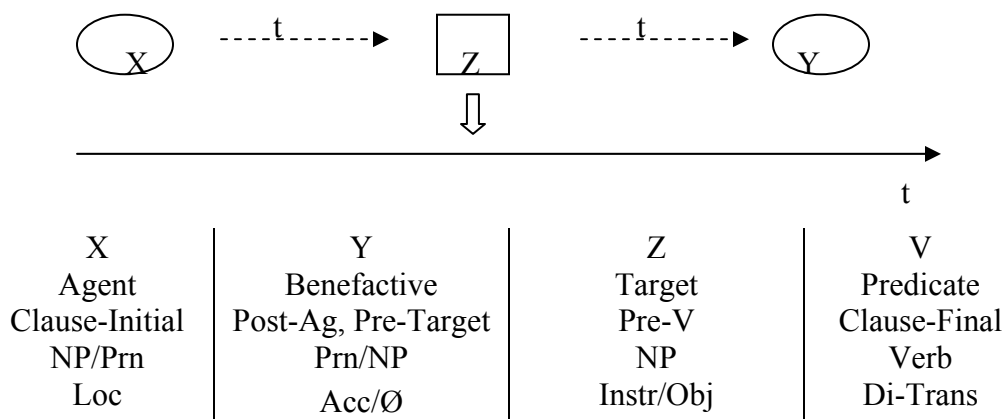 t t
X Z Y
t
X Y Z V
Agent Benefactive Target Predicate
Clause-Initial Post-Ag, Pre-Target Pre-V Clause-Final
NP/Prn Prn/NP NP Verb
Loc Acc/Ø Instr/Obj Di-Trans